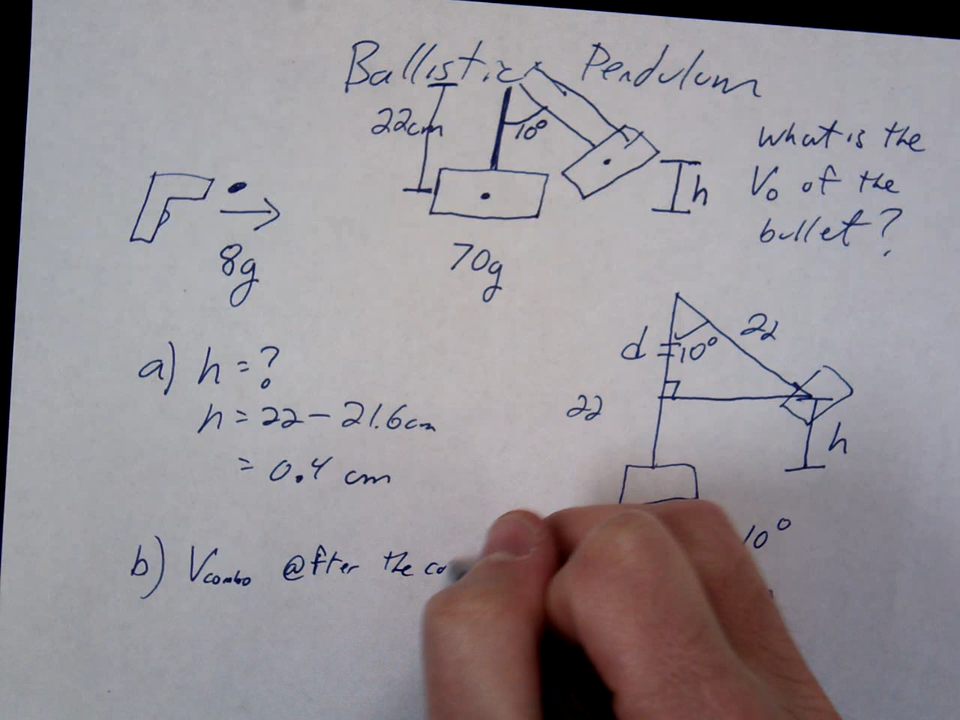 Ballistic Pendulum
22cm
10°
What is the
V₀ of the
bullet?
h
8g
70g
a) h = ?
h = 22 - 21.6cm
= 0.4 cm
d
10°
22
22
h
10°
b) Vcombo @fter the co